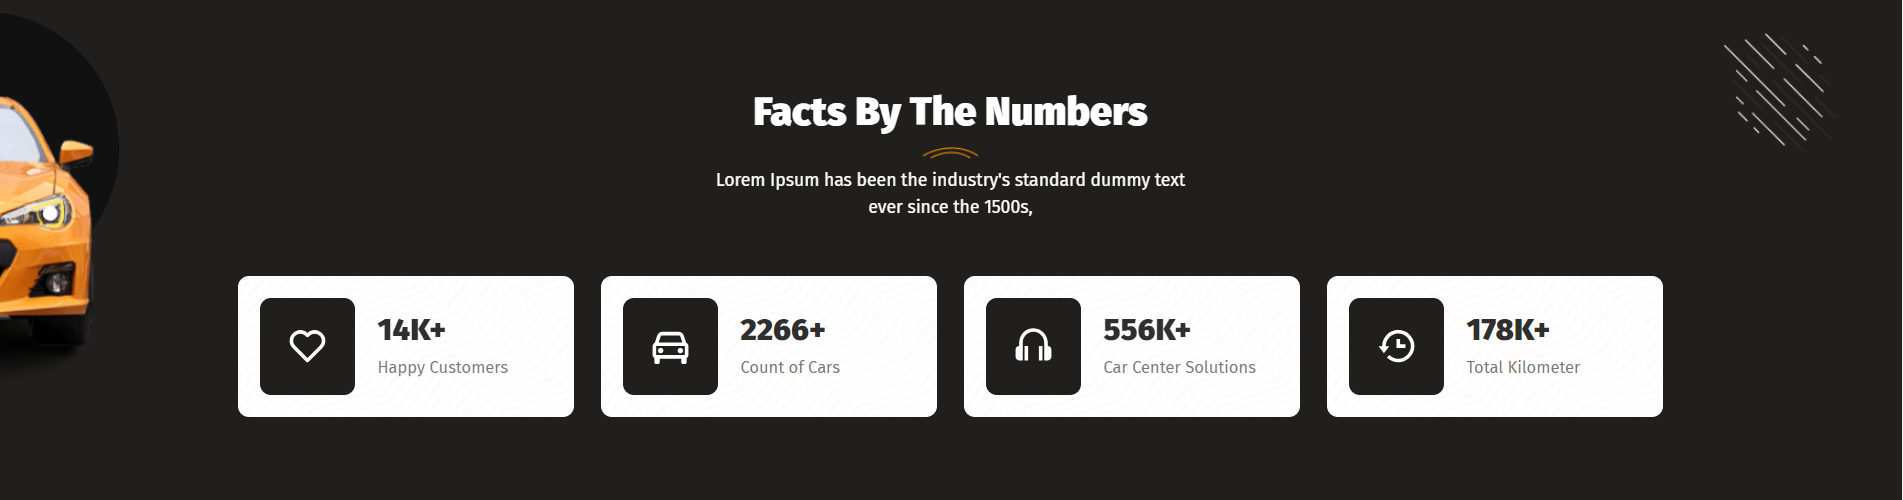 Facts By The Numbers
Lorem Ipsum has been the industry's standard dummy text
ever since the 1500s,
14K+
Happy Customers
2266+
Count of Cars
556K+
Car Center Solutions
178K+
Total Kilometer